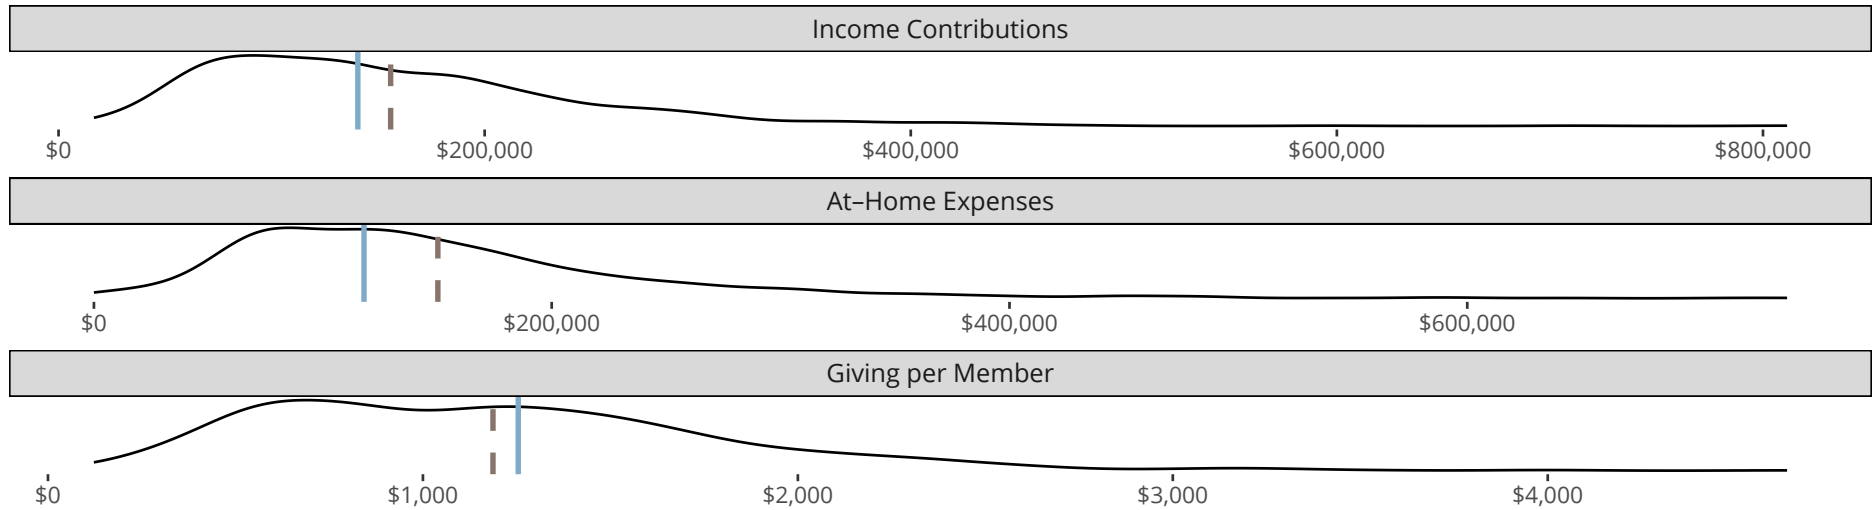 Income Contributions
$0 $200,000 $400,000 $600,000 $800,000
At–Home Expenses
$0 $200,000 $400,000 $600,000
Giving per Member
$0 $1,000 $2,000 $3,000 $4,000